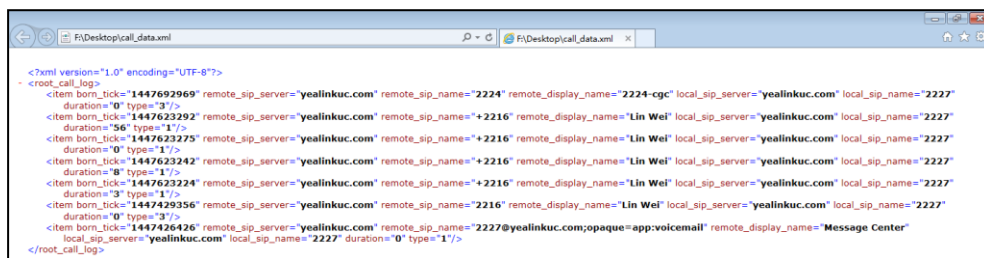 F:\Desktop\call_data.xml
F:\Desktop\call_data.xml
<?xml version="1.0" encoding="UTF-8"?>
- <root_call_log>
<item born_tick="1447692969" remote_sip_server="yealinkuc.com" remote_sip_name="2224" remote_display_name="2224-cgc" local_sip_server="yealinkuc.com" local_sip_name="2227"
duration="0" type="3"/>
<item born_tick="1447623292" remote_sip_server="yealinkuc.com" remote_sip_name="+2216" remote_display_name="Lin Wei" local_sip_server="yealinkuc.com" local_sip_name="2227"
duration="56" type="1"/>
<item born_tick="1447623275" remote_sip_server="yealinkuc.com" remote_sip_name="+2216" remote_display_name="Lin Wei" local_sip_server="yealinkuc.com" local_sip_name="2227"
duration="0" type="1"/>
<item born_tick="1447623242" remote_sip_server="yealinkuc.com" remote_sip_name="+2216" remote_display_name="Lin Wei" local_sip_server="yealinkuc.com" local_sip_name="2227"
duration="8" type="1"/>
<item born_tick="1447623224" remote_sip_server="yealinkuc.com" remote_sip_name="+2216" remote_display_name="Lin Wei" local_sip_server="yealinkuc.com" local_sip_name="2227"
duration="3" type="1"/>
<item born_tick="1447429356" remote_sip_server="yealinkuc.com" remote_sip_name="2216" remote_display_name="Lin Wei" local_sip_server="yealinkuc.com" local_sip_name="2227"
duration="0" type="3"/>
<item born_tick="1447426426" remote_sip_server="yealinkuc.com" remote_sip_name="2227@yealinkuc.com;opaque=app:voicemail" remote_display_name="Message Center"
local_sip_server="yealinkuc.com" local_sip_name="2227" duration="0" type="1"/>
</root_call_log>